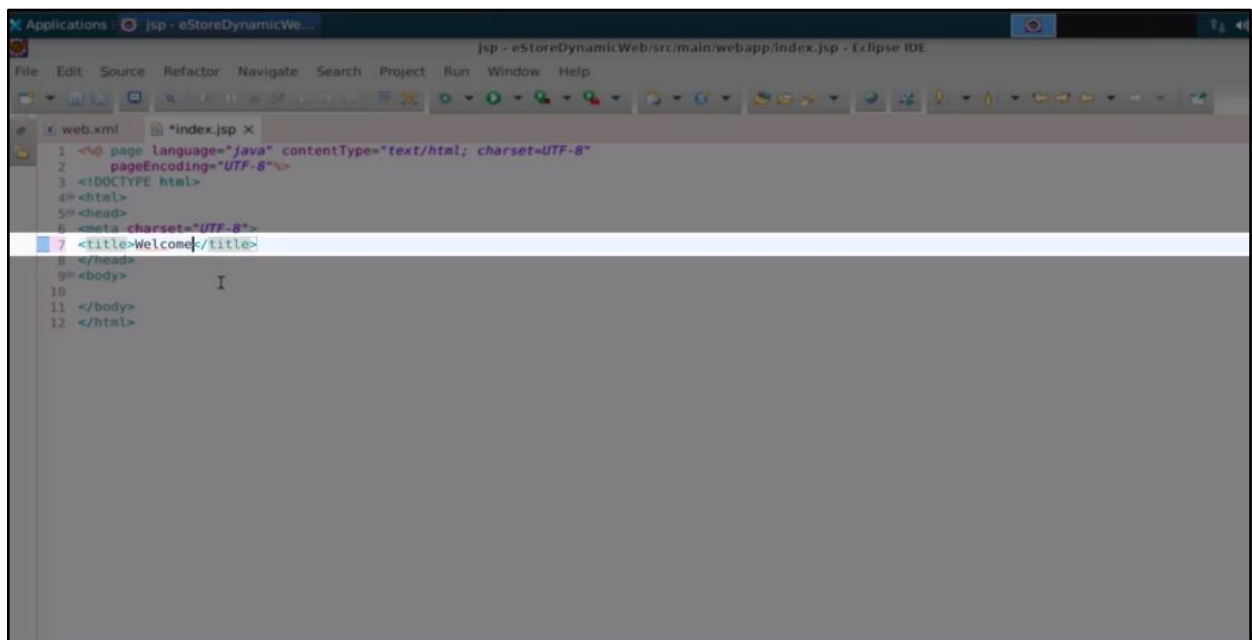 Applications jsp - eStoreDynamicWe...
jsp - eStoreDynamicWeb/src/main/webapp/index.jsp - Eclipse IDE
File Edit Source Refactor Navigate Search Project Run Window Help
web.xml *index.jsp
1 <%@ page language="java" contentType="text/html; charset=UTF-8"
2 pageEncoding="UTF-8"%>
3 <!DOCTYPE html>
4 <html>
5 <head>
6 <meta charset="UTF-8">
7 <title>Welcome</title>
8 </head>
9 <body>
10
11 </body>
12 </html>